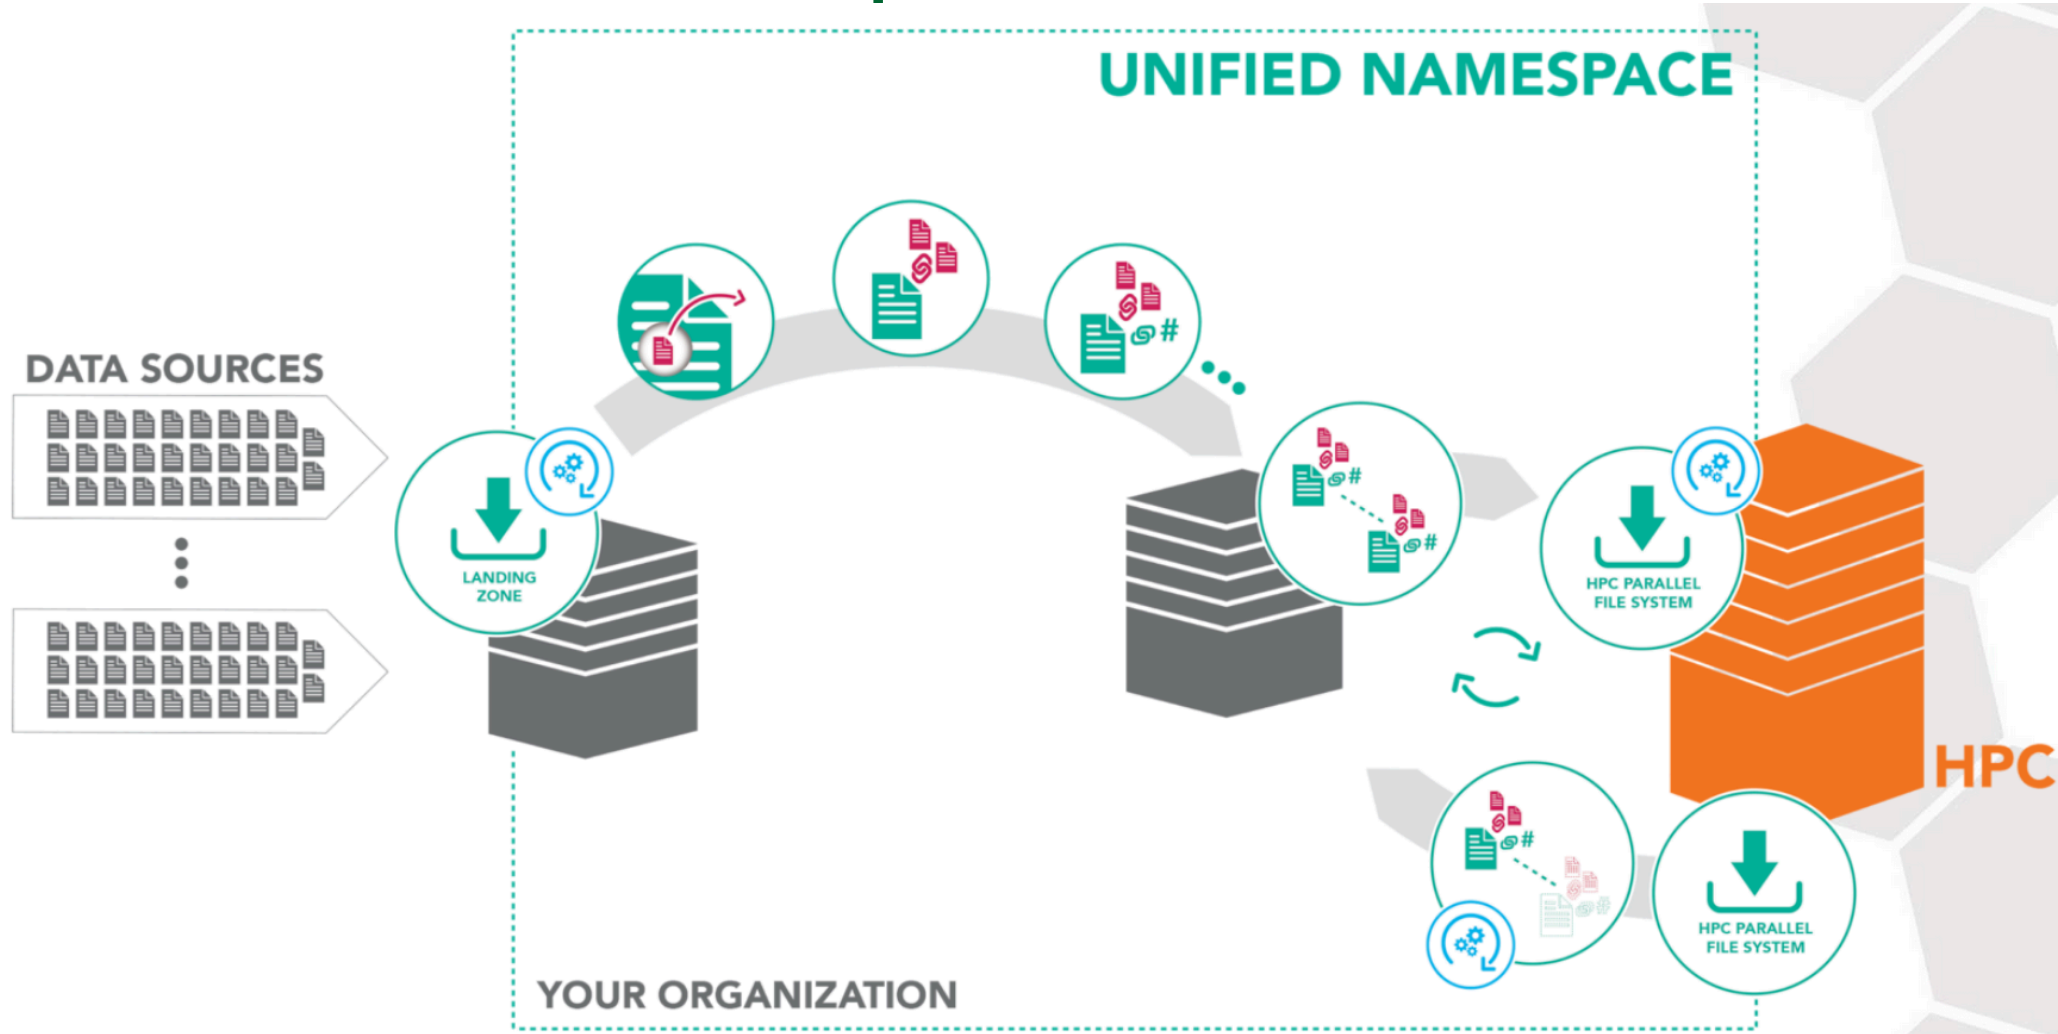 UNIFIED NAMESPACE
DATA SOURCES
#
#
#
LANDING
ZONE
HPC PARALLEL
FILE SYSTEM
HPC
#
#
HPC PARALLEL
FILE SYSTEM
YOUR ORGANIZATION